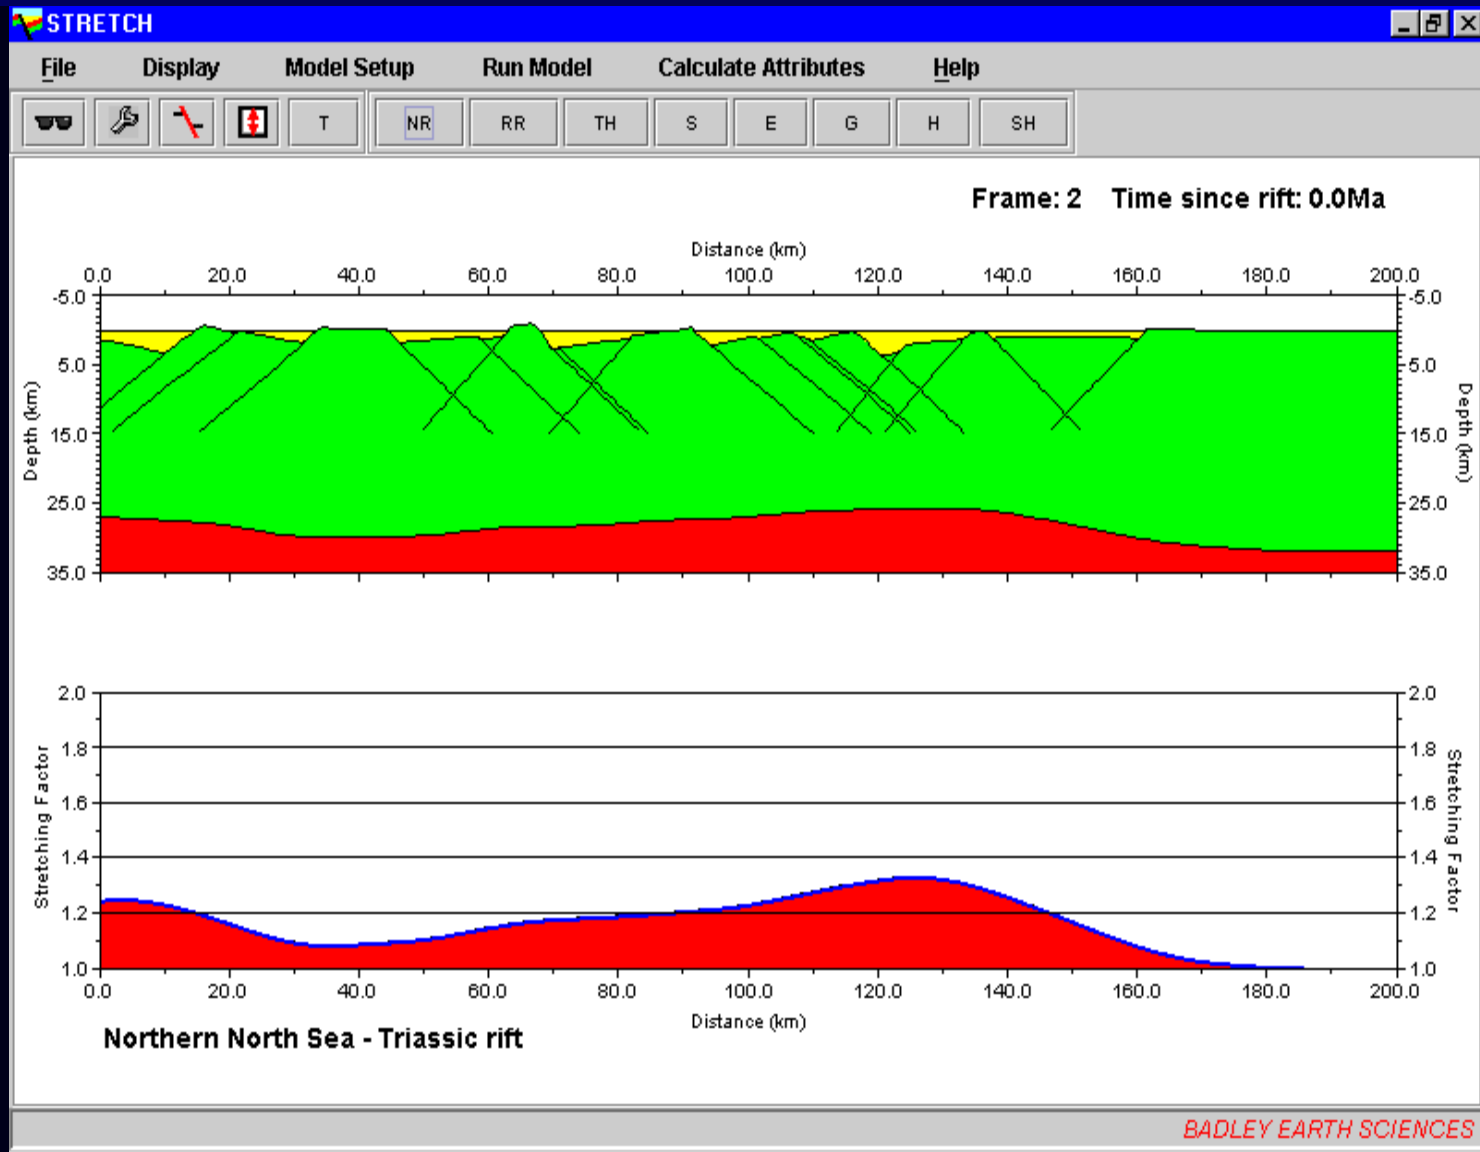 STRETCH
File Display Model Setup Run Model Calculate Attributes Help
T NR RR TH S E G H SH
Frame: 2 Time since rift: 0.0Ma
Distance (km)
0.0 20.0 40.0 60.0 80.0 100.0 120.0 140.0 160.0 180.0 200.0
-5.0 -5.0
5.0 5.0
15.0 15.0
25.0 25.0
35.0 35.0
Depth (km)
Depth (km)
2.0 2.0
1.8 1.8
1.6 1.6
1.4 1.4
1.2 1.2
1.0 1.0
Stretching Factor
Stretching Factor
0.0 20.0 40.0 60.0 80.0 100.0 120.0 140.0 160.0 180.0 200.0
Distance (km)
Northern North Sea - Triassic rift
BADLEY EARTH SCIENCES